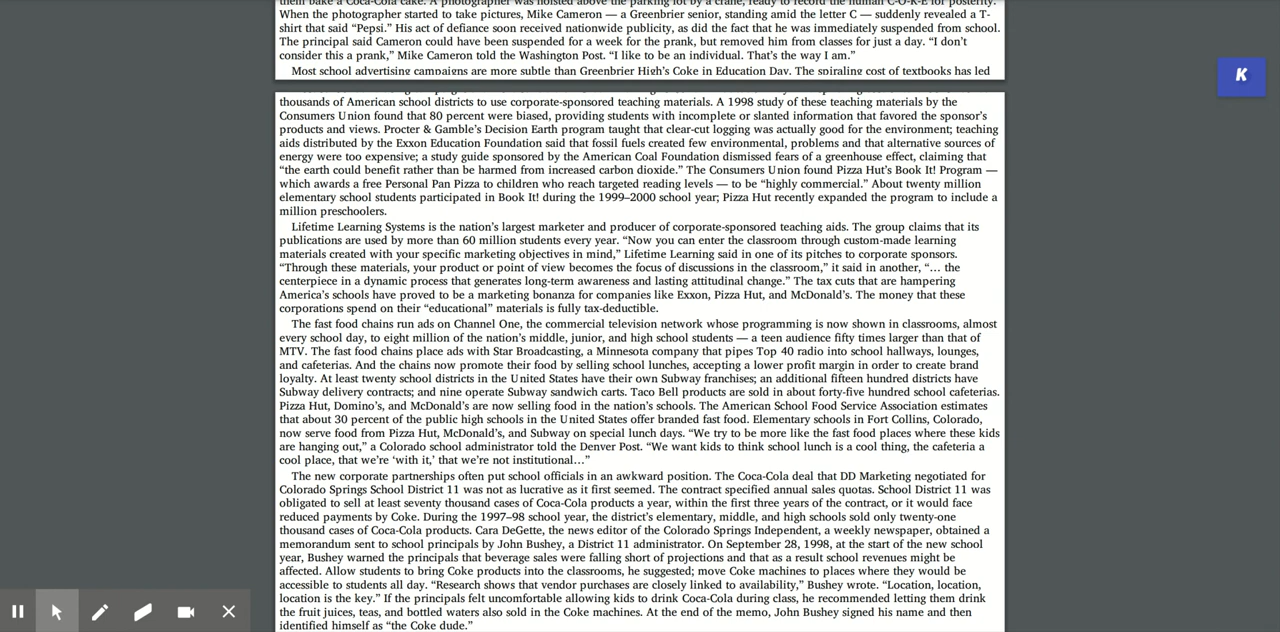 them bake a Coca-Cola cake. A photographer was hoisted above the parking lot by a crane, ready to record the human C-O-K-E for posterity.
When the photographer started to take pictures, Mike Cameron — a Greenbrier senior, standing amid the letter C — suddenly revealed a T-
shirt that said “Pepsi.” His act of defiance soon received nationwide publicity, as did the fact that he was immediately suspended from school.
The principal said Cameron could have been suspended for a week for the prank, but removed him from classes for just a day. “I don’t
consider this a prank,” Mike Cameron told the Washington Post. “I like to be an individual. That’s the way I am.”
Most school advertising campaigns are more subtle than Greenbrier High’s Coke in Education Day. The spiraling cost of textbooks has led
K
thousands of American school districts to use corporate-sponsored teaching materials. A 1998 study of these teaching materials by the
Consumers Union found that 80 percent were biased, providing students with incomplete or slanted information that favored the sponsor’s
products and views. Procter & Gamble’s Decision Earth program taught that clear-cut logging was actually good for the environment; teaching
aids distributed by the Exxon Education Foundation said that fossil fuels created few environmental, problems and that alternative sources of
energy were too expensive; a study guide sponsored by the American Coal Foundation dismissed fears of a greenhouse effect, claiming that
“the earth could benefit rather than be harmed from increased carbon dioxide.” The Consumers Union found Pizza Hut’s Book It! Program —
which awards a free Personal Pan Pizza to children who reach targeted reading levels — to be “highly commercial.” About twenty million
elementary school students participated in Book It! during the 1999–2000 school year; Pizza Hut recently expanded the program to include a
million preschoolers.
Lifetime Learning Systems is the nation’s largest marketer and producer of corporate-sponsored teaching aids. The group claims that its
publications are used by more than 60 million students every year. “Now you can enter the classroom through custom-made learning
materials created with your specific marketing objectives in mind,” Lifetime Learning said in one of its pitches to corporate sponsors.
“Through these materials, your product or point of view becomes the focus of discussions in the classroom,” it said in another, “… the
centerpiece in a dynamic process that generates long-term awareness and lasting attitudinal change.” The tax cuts that are hampering
America’s schools have proved to be a marketing bonanza for companies like Exxon, Pizza Hut, and McDonald’s. The money that these
corporations spend on their “educational” materials is fully tax-deductible.
The fast food chains run ads on Channel One, the commercial television network whose programming is now shown in classrooms, almost
every school day, to eight million of the nation’s middle, junior, and high school students — a teen audience fifty times larger than that of
MTV. The fast food chains place ads with Star Broadcasting, a Minnesota company that pipes Top 40 radio into school hallways, lounges,
and cafeterias. And the chains now promote their food by selling school lunches, accepting a lower profit margin in order to create brand
loyalty. At least twenty school districts in the United States have their own Subway franchises; an additional fifteen hundred districts have
Subway delivery contracts; and nine operate Subway sandwich carts. Taco Bell products are sold in about forty-five hundred school cafeterias.
Pizza Hut, Domino’s, and McDonald’s are now selling food in the nation’s schools. The American School Food Service Association estimates
that about 30 percent of the public high schools in the United States offer branded fast food. Elementary schools in Fort Collins, Colorado,
now serve food from Pizza Hut, McDonald’s, and Subway on special lunch days. “We try to be more like the fast food places where these kids
are hanging out,” a Colorado school administrator told the Denver Post. “We want kids to think school lunch is a cool thing, the cafeteria a
cool place, that we’re ‘with it,’ that we’re not institutional…”
The new corporate partnerships often put school officials in an awkward position. The Coca-Cola deal that DD Marketing negotiated for
Colorado Springs School District 11 was not as lucrative as it first seemed. The contract specified annual sales quotas. School District 11 was
obligated to sell at least seventy thousand cases of Coca-Cola products a year, within the first three years of the contract, or it would face
reduced payments by Coke. During the 1997–98 school year, the district’s elementary, middle, and high schools sold only twenty-one
thousand cases of Coca-Cola products. Cara DeGette, the news editor of the Colorado Springs Independent, a weekly newspaper, obtained a
memorandum sent to school principals by John Bushey, a District 11 administrator. On September 28, 1998, at the start of the new school
year, Bushey warned the principals that beverage sales were falling short of projections and that as a result school revenues might be
affected. Allow students to bring Coke products into the classrooms, he suggested; move Coke machines to places where they would be
accessible to students all day. “Research shows that vendor purchases are closely linked to availability,” Bushey wrote. “Location, location,
location is the key.” If the principals felt uncomfortable allowing kids to drink Coca-Cola during class, he recommended letting them drink
the fruit juices, teas, and bottled waters also sold in the Coke machines. At the end of the memo, John Bushey signed his name and then
identified himself as “the Coke dude.”